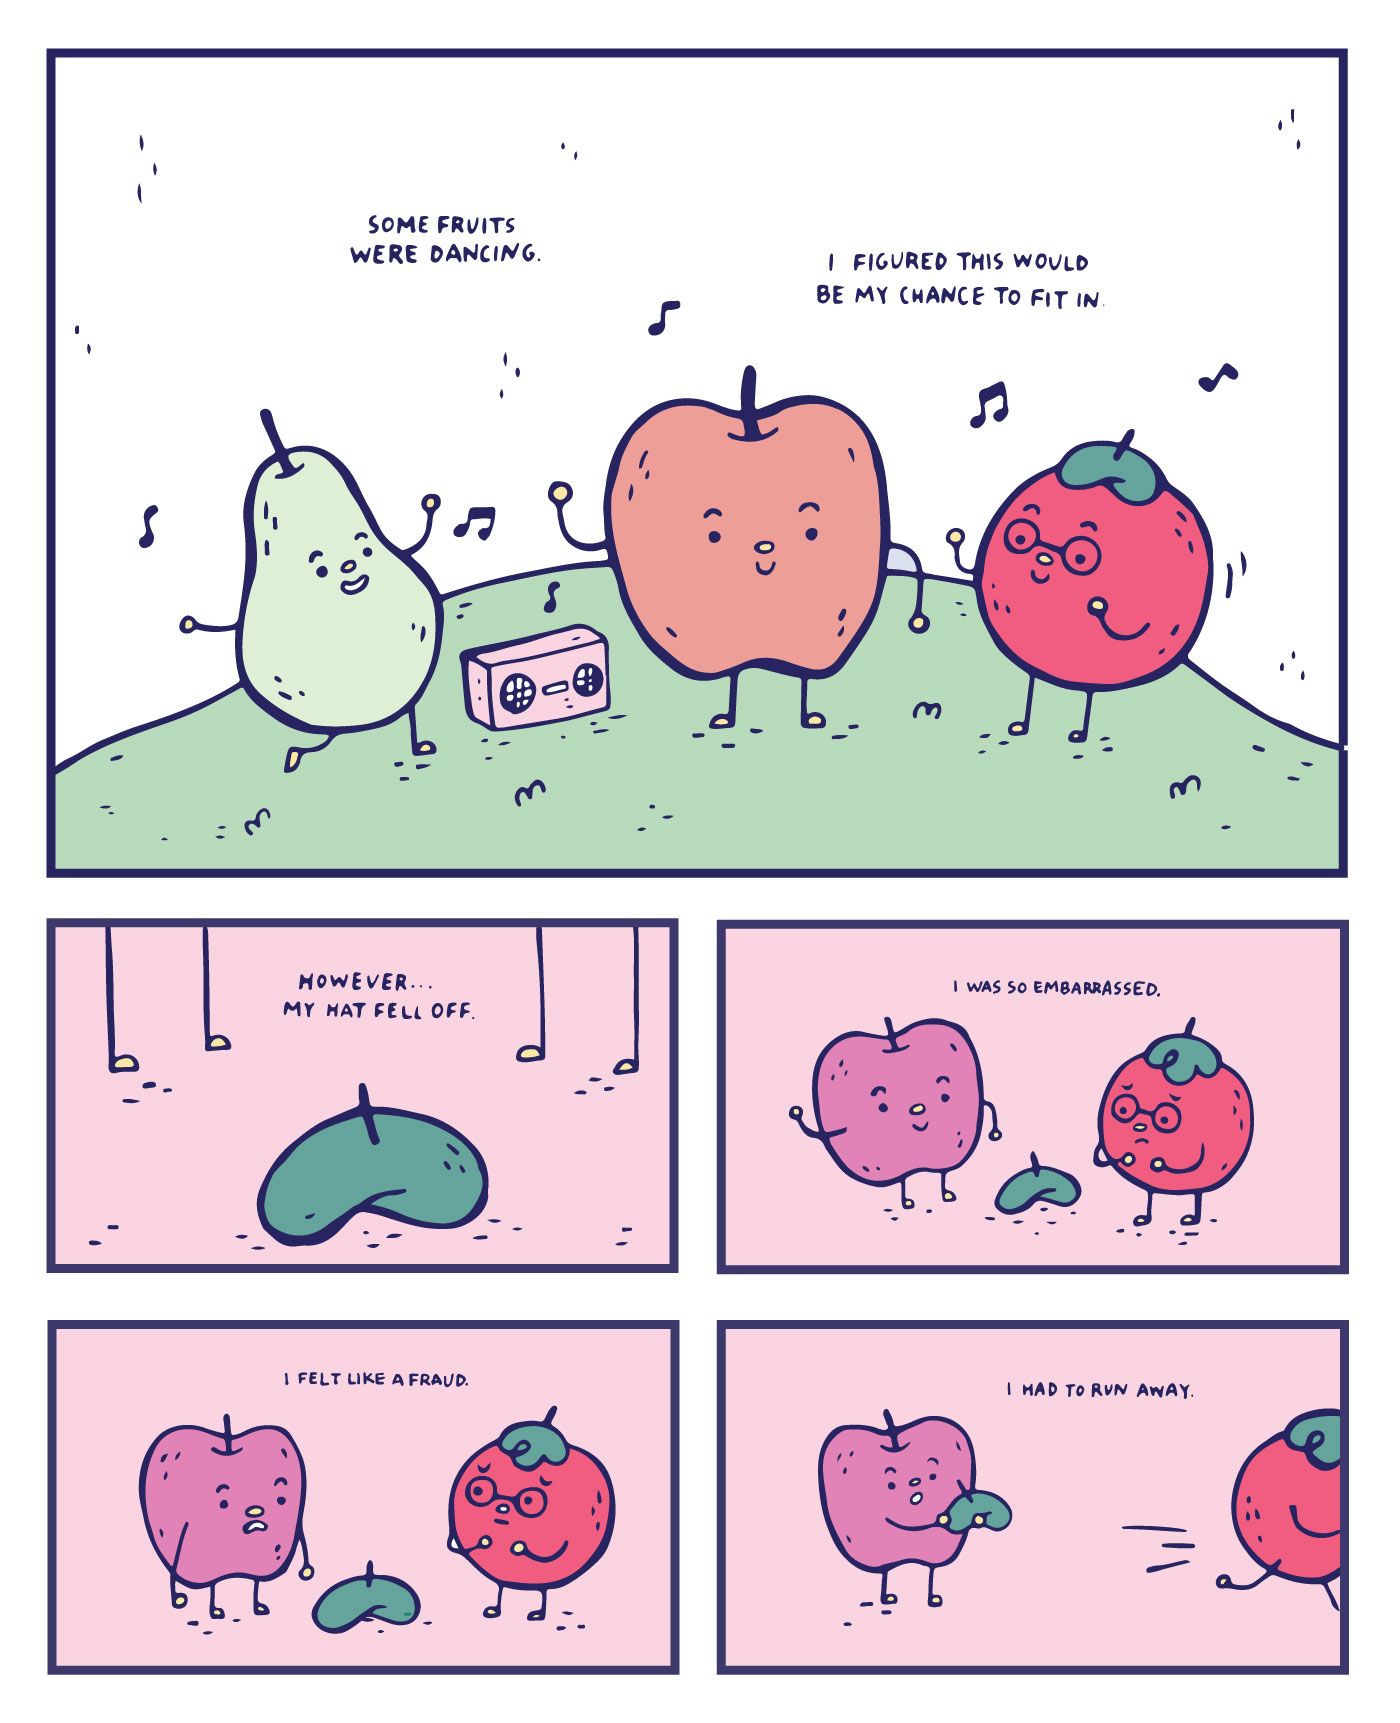 SOME FRUITS
WERE DANCING.
I FIGURED THIS WOULD
BE MY CHANCE TO FIT IN.
HOWEVER...
MY HAT FELL OFF.
I WAS SO EMBARRASSED.
I FELT LIKE A FRAUD.
I HAD TO RUN AWAY.